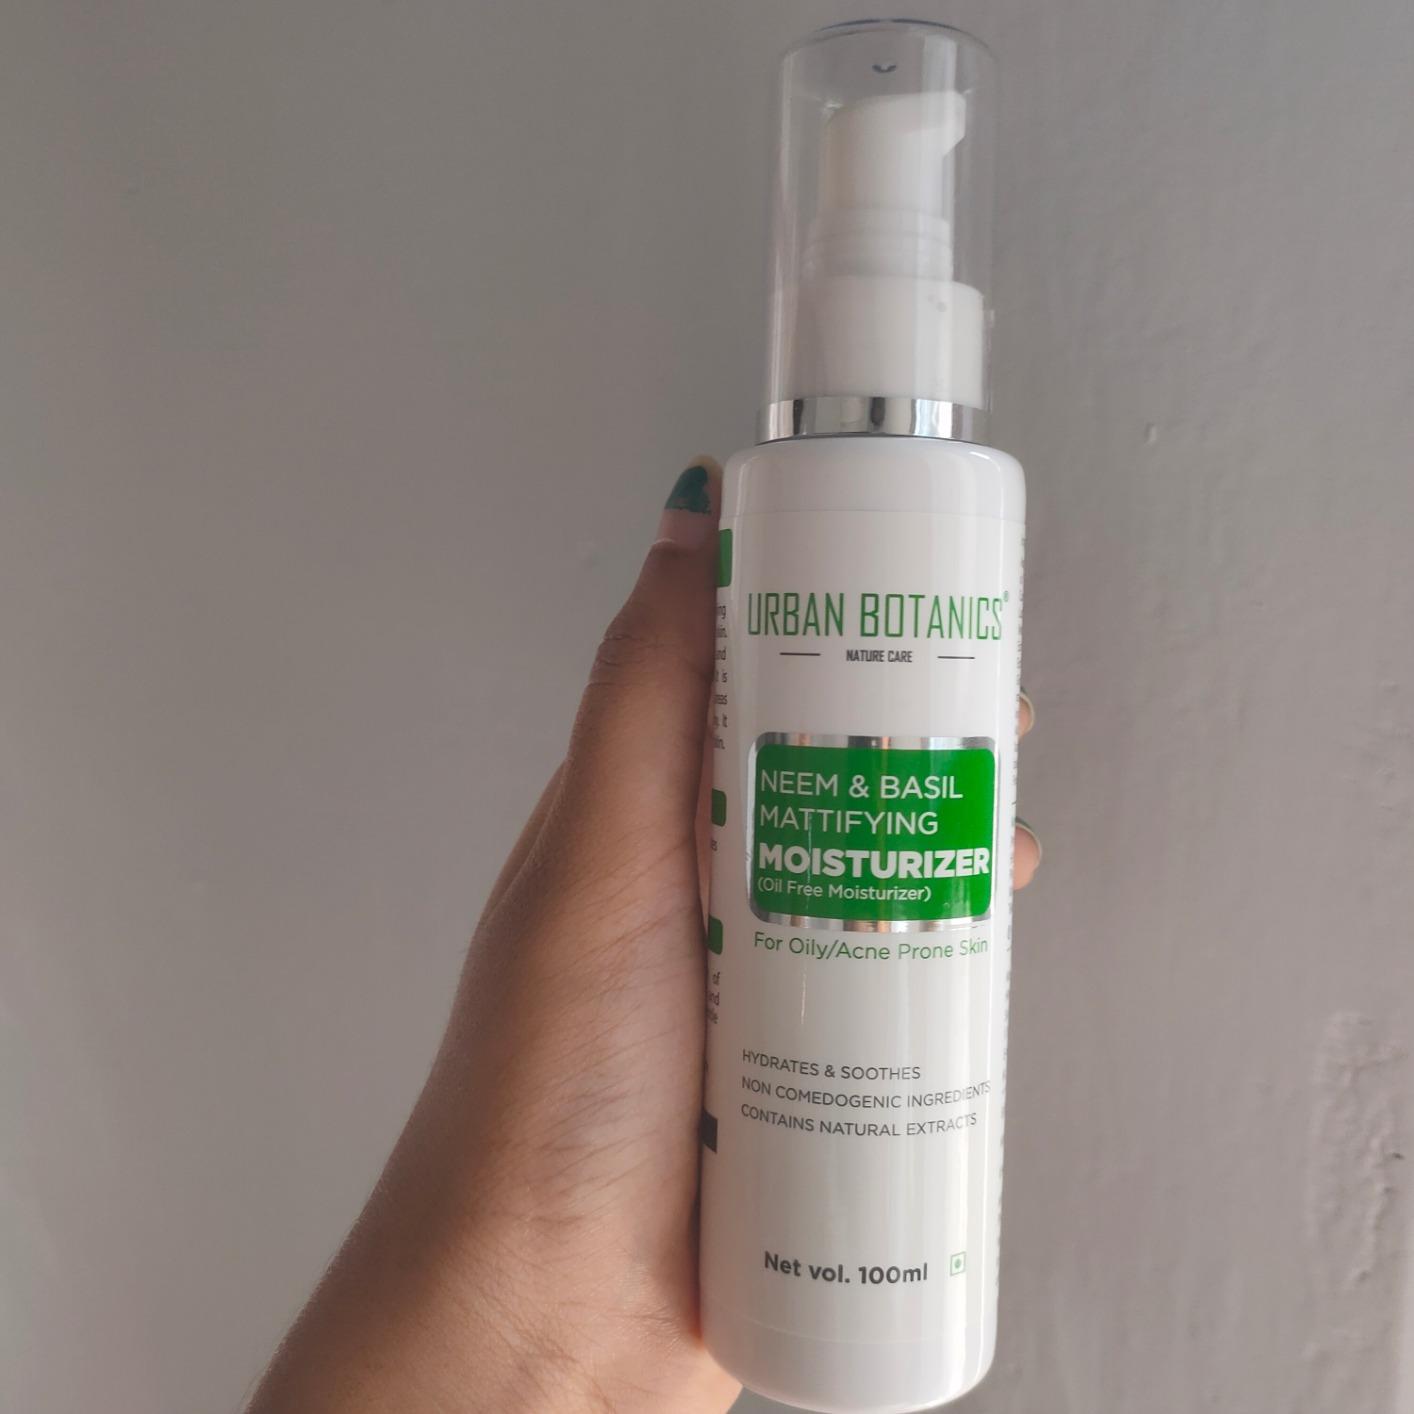 URBAN BOTANICS®
NATURE CARE
NEEM & BASIL
MATTIFYING
MOISTURIZER
(Oil Free Moisturizer)
For Oily/Acne Prone Skin
HYDRATES & SOOTHES
NON COMEDOGENIC INGREDIENTS
CONTAINS NATURAL EXTRACTS
Net vol. 100ml